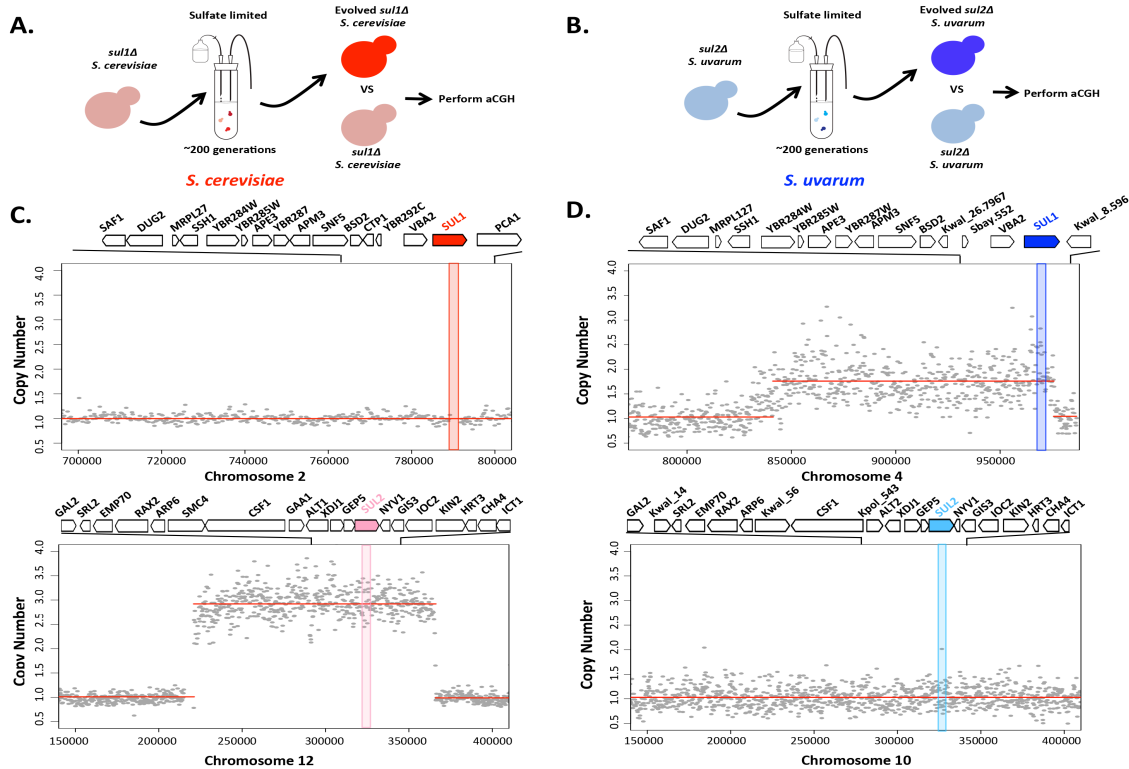 A.
Sulfate limited
Evolved sul1Δ
S. cerevisiae
sul1Δ
S. cerevisiae
VS
Perform aCGH
~200 generations
sul1Δ
S. cerevisiae
S. cerevisiae
B.
Sulfate limited
Evolved sul2Δ
S. uvarum
sul2Δ
S. uvarum
VS
Perform aCGH
~200 generations
sul2Δ
S. uvarum
S. uvarum
C.
SAF1 DUG2 MRPL27 SSH1 YBR284W YBR285W APE3 YBR287 APM3 SNF5 BSD2 CTP1 YBR292C VBA2 SUL1 PCA1
Copy Number
4.0
3.5
3.0
2.5
2.0
1.5
1.0
0.5
700000 720000 740000 760000 780000 800000
Chromosome 2
GAL2 SRL2 EMP70 RAX2 ARP6 SMC4 CSF1 GAA1 ALT1 XDJ1 GEP5 SUL2 NYV1 GIS3 IOC2 KIN2 HRT3 CHA4 ICT1
Copy Number
4.0
3.5
3.0
2.5
2.0
1.5
1.0
0.5
150000 200000 250000 300000 350000 400000
Chromosome 12
D.
SAF1 DUG2 MRPL127 SSH1 YBR284W YBR285W APE3 YBR287W APM3 SNF5 BSD2 Kwal_26.7967 Sbay.552 VBA2 SUL1 Kwal_8.596
Copy Number
4.0
3.5
3.0
2.5
2.0
1.5
1.0
0.5
800000 850000 900000 950000
Chromosome 4
GAL2 Kwal_14 SRL2 EMP70 RAX2 ARP6 Kwal_56 CSF1 Kpol_543 ALT2 XDJ1 GEP5 SUL2 NYV1 GIS3 IOC2 KIN2 HRT3 CHA4 ICT1
Copy Number
4.0
3.5
3.0
2.5
2.0
1.5
1.0
0.5
150000 200000 250000 300000 350000 400000
Chromosome 10